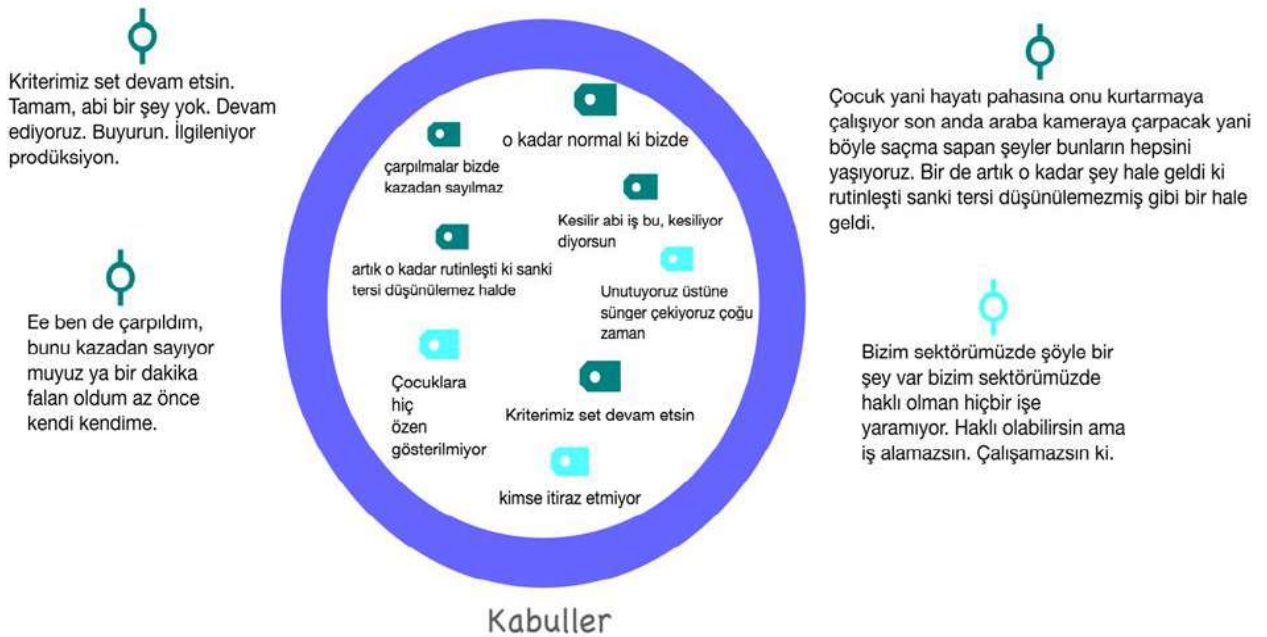 Kriterimiz set devam etsin.
Tamam, abi bir şey yok. Devam
ediyoruz. Buyurun. İlgileniyor
prodüksiyon.
Ee ben de çarpıldım,
bunu kazadan sayıyor
muyuz ya bir dakika
falan oldum az önce
kendi kendime.
o kadar normal ki bizde
çarpılmalar bizde
kazadan sayılmaz
Kesilir abi iş bu, kesiliyor
diyorsun
artık o kadar rutinleşti ki sanki
tersi düşünülemez halde
Unutuyoruz üstüne
sünger çekiyoruz çoğu
zaman
Çocuklara
hiç
özen
gösterilmiyor
Kriterimiz set devam etsin
kimse itiraz etmiyor
Çocuk yani hayatı pahasına onu kurtarmaya
çalışıyor son anda araba kameraya çarpacak yani
böyle saçma sapan şeyler bunların hepsini
yaşıyoruz. Bir de artık o kadar şey hale geldi ki
rutinleşti sanki tersi düşünülemezmiş gibi bir hale
geldi.
Bizim sektörümüzde şöyle bir
şey var bizim sektörümüzde
haklı olman hiçbir işe
yaramıyor. Haklı olabilirsin ama
iş alamazsın. Çalışamazsın ki.
Kabuller